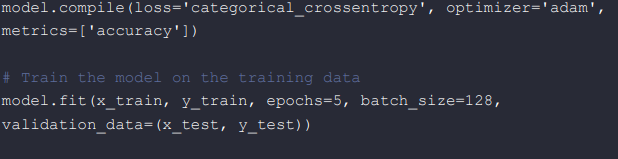 model.compile(loss='categorical_crossentropy', optimizer='adam',
metrics=['accuracy'])
# Train the model on the training data
model.fit(x_train, y_train, epochs=5, batch_size=128,
validation_data=(x_test, y_test))